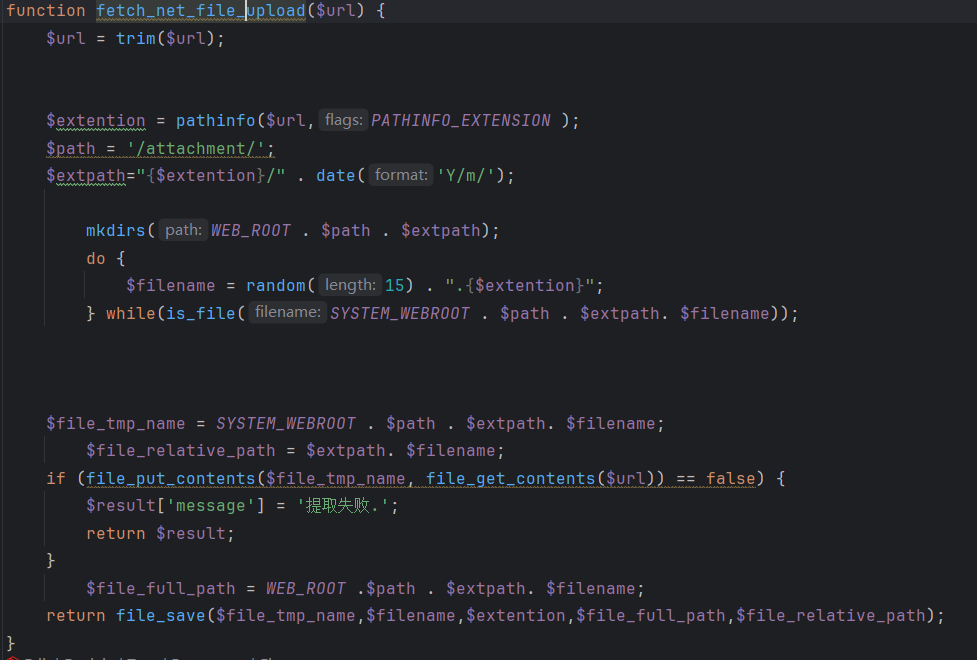 function fetch_net_file_upload($url) {
$url = trim($url);
$extention = pathinfo($url, flags: PATHINFO_EXTENSION );
$path = '/attachment/';
$extpath="{$extention}/" . date( format: 'Y/m/');
mkdirs( path: WEB_ROOT . $path . $extpath);
do {
$filename = random( length: 15) . ".{$extention}";
} while(is_file( filename: SYSTEM_WEBROOT . $path . $extpath. $filename));
$file_tmp_name = SYSTEM_WEBROOT . $path . $extpath. $filename;
$file_relative_path = $extpath. $filename;
if (file_put_contents($file_tmp_name, file_get_contents($url)) == false) {
$result['message'] = '提取失败.';
return $result;
}
$file_full_path = WEB_ROOT .$path . $extpath. $filename;
return file_save($file_tmp_name,$filename,$extention,$file_full_path,$file_relative_path);
}